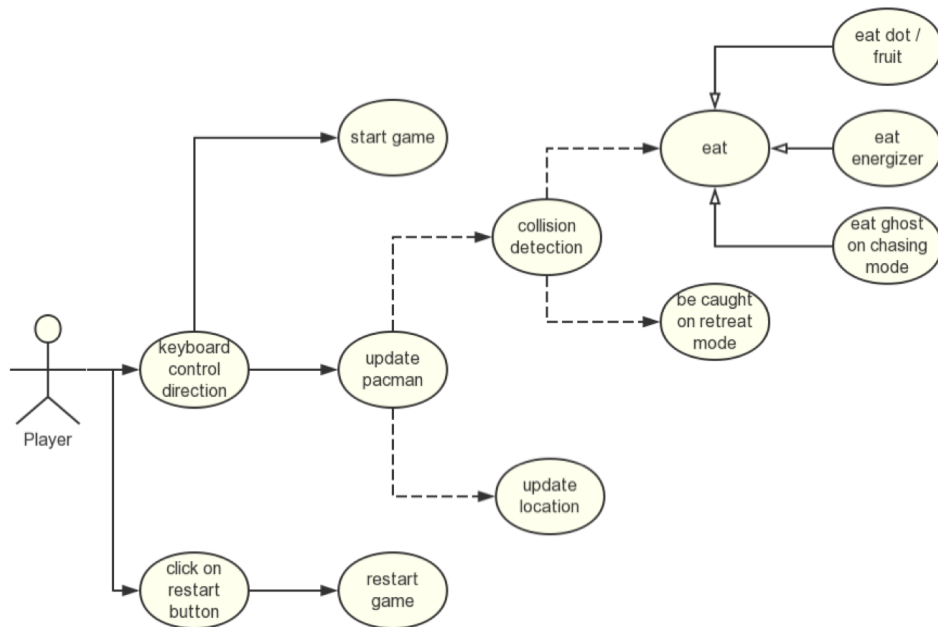 eat dot /
fruit
start game
eat
eat
energizer
collision
detection
eat ghost
on chasing
mode
be caught
on retreat
mode
keyboard
control
direction
update
pacman
Player
update
location
click on
restart
button
restart
game